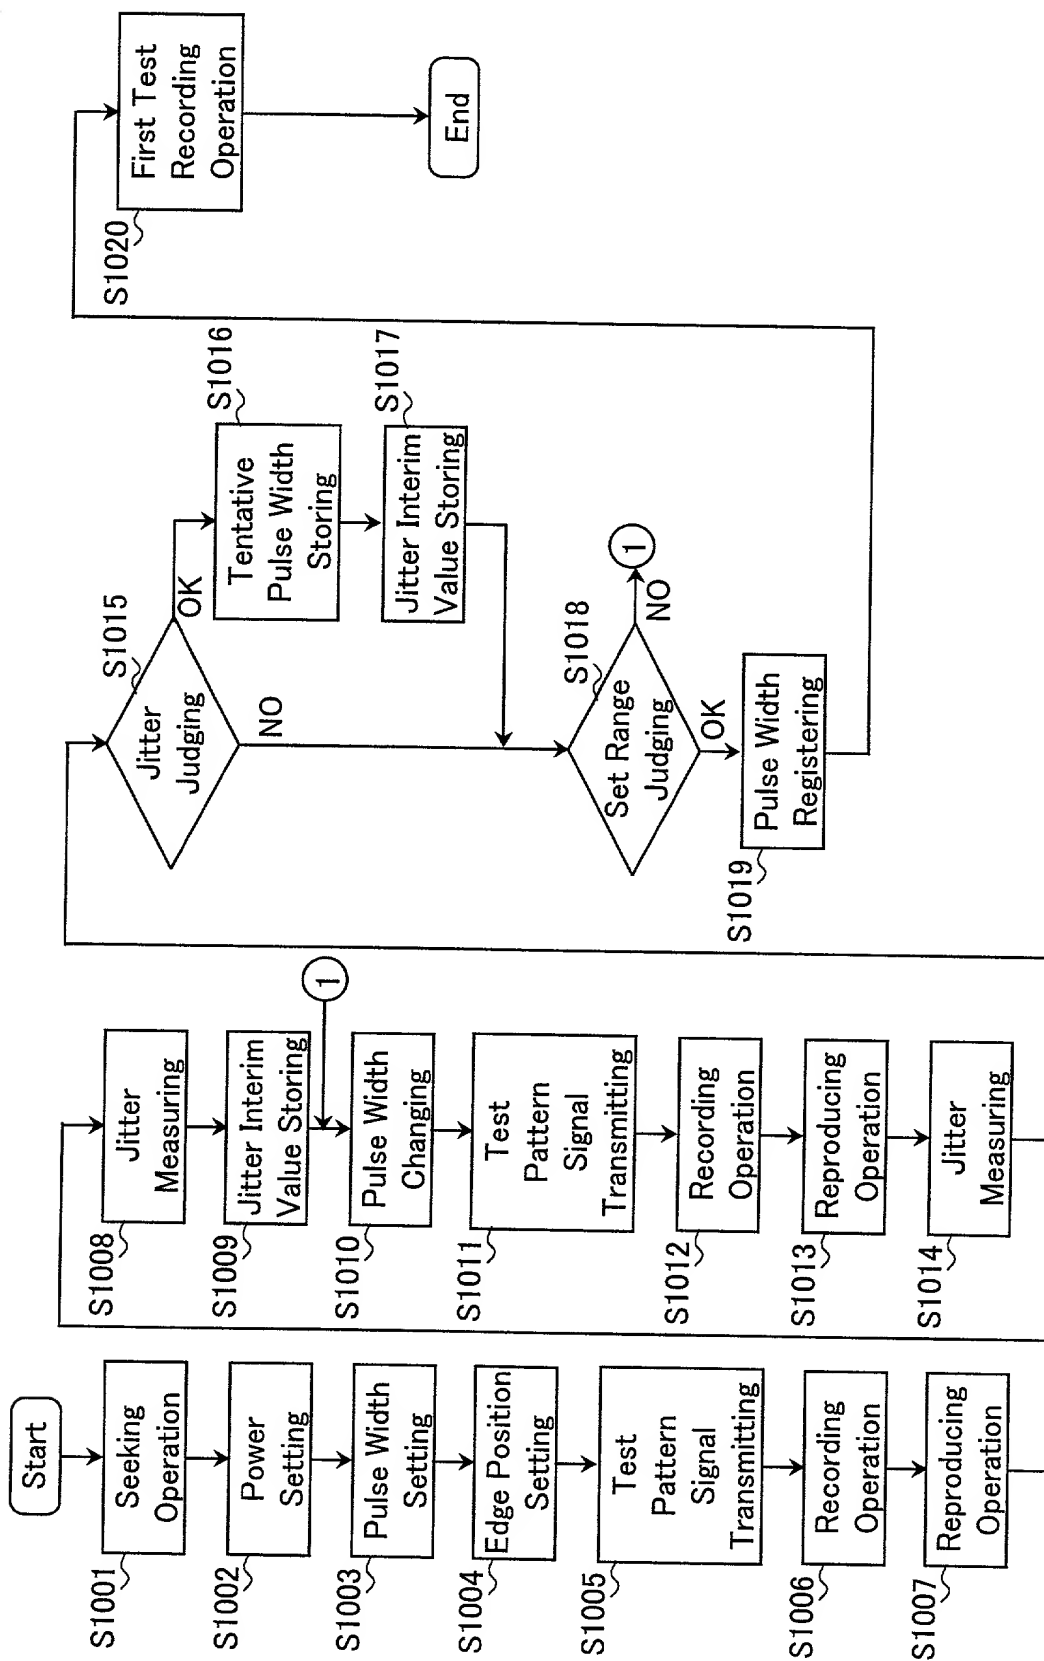 Start
S1001
Seeking
Operation
S1002
Power
Setting
S1003
Pulse Width
Setting
S1004
Edge Position
Setting
S1005
Test
Pattern
Signal
Transmitting
S1006
Recording
Operation
S1007
Reproducing
Operation
S1008
Jitter
Measuring
S1009
Jitter Interim
Value Storing
1
S1010
Pulse Width
Changing
S1011
Test
Pattern
Signal
Transmitting
S1012
Recording
Operation
S1013
Reproducing
Operation
S1014
Jitter
Measuring
S1015
Jitter
Judging
OK
NO
S1016
Tentative
Pulse Width
Storing
S1017
Jitter Interim
Value Storing
S1018
Set Range
Judging
NO
1
OK
S1019
Pulse Width
Registering
S1020
First Test
Recording
Operation
End